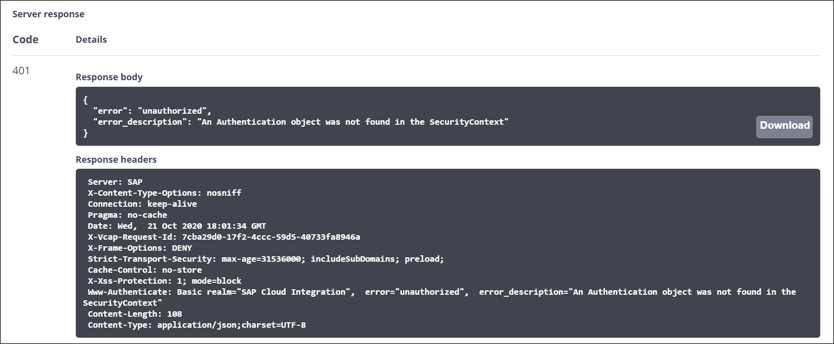 Server response
Code Details
401
Response body
{
"error": "unauthorized",
"error_description": "An Authentication object was not found in the SecurityContext"
}
Download
Response headers
Server: SAP
X-Content-Type-Options: nosniff
Connection: keep-alive
Pragma: no-cache
Date: Wed,  21 Oct 2020 18:01:34 GMT
X-Vcap-Request-Id: 7cba29d0-17f2-4ccc-59d5-40733fa8946a
X-Frame-Options: DENY
Strict-Transport-Security: max-age=31536000; includeSubDomains; preload;
Cache-Control: no-store
X-Xss-Protection: 1; mode=block
Www-Authenticate: Basic realm="SAP Cloud Integration",  error="unauthorized",  error_description="An Authentication object was not found in the
SecurityContext"
Content-Length: 108
Content-Type: application/json;charset=UTF-8